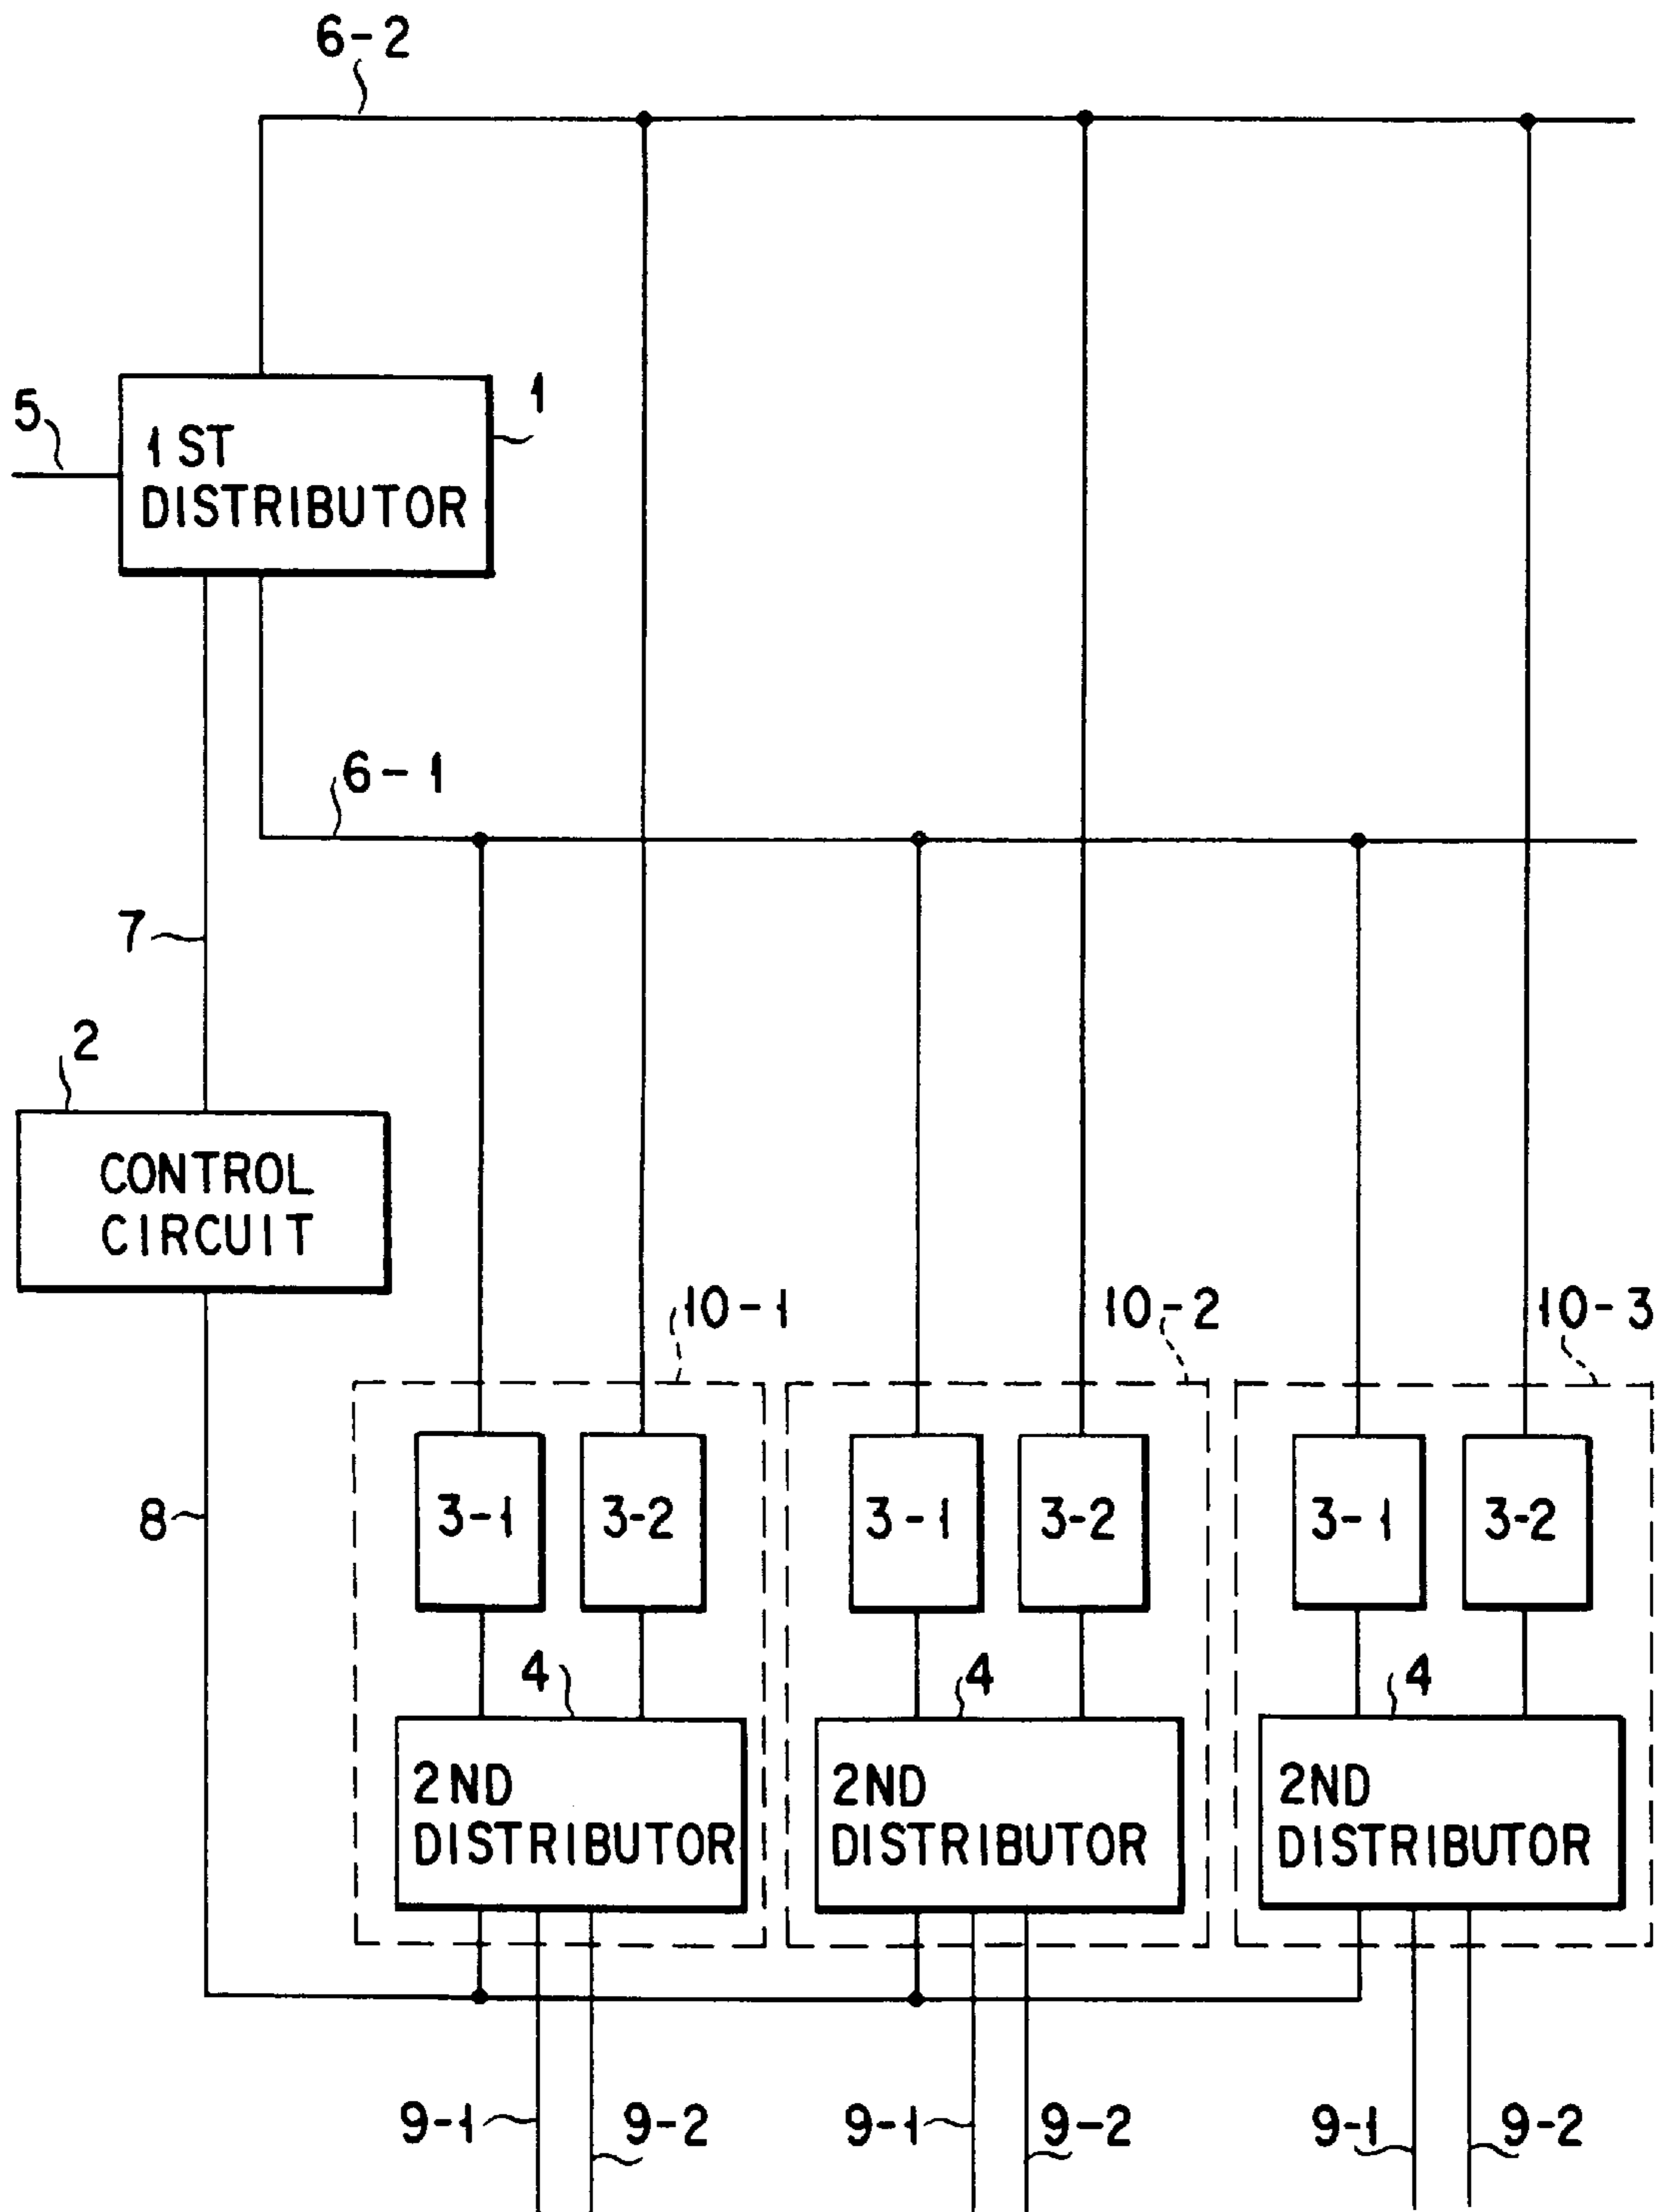 6-2
5
1
1ST
DISTRIBUTOR
6-1
7
2
CONTROL
CIRCUIT
10-1
10-2
10-3
8
3-1
3-2
3-1
3-2
3-1
3-2
4
4
4
2ND
DISTRIBUTOR
2ND
DISTRIBUTOR
2ND
DISTRIBUTOR
9-1
9-2
9-1
9-2
9-1
9-2